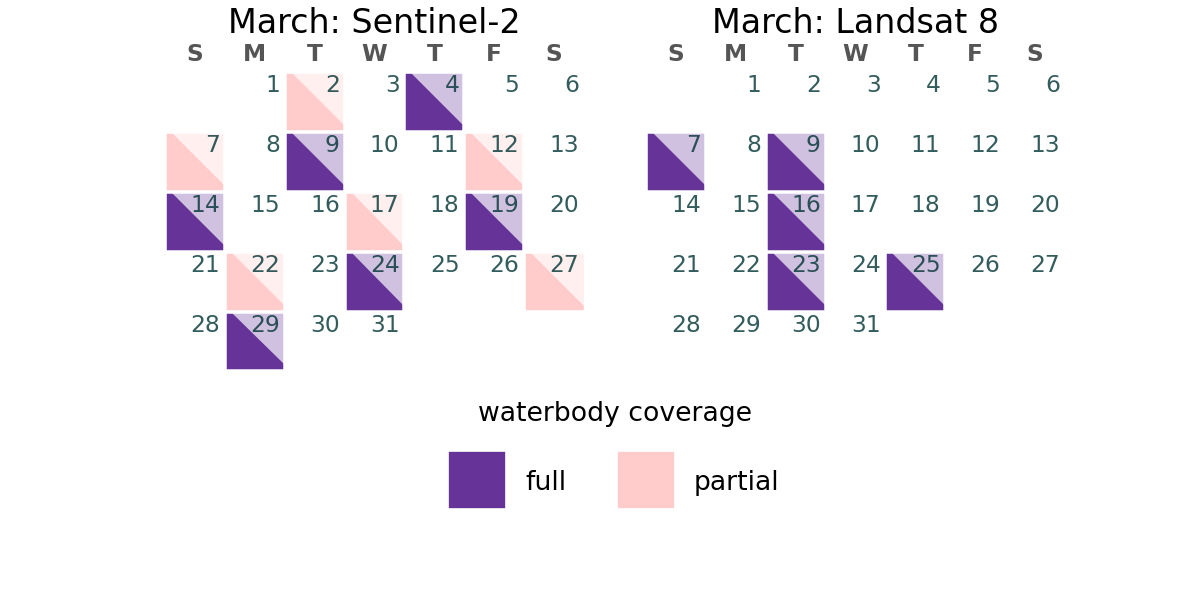 March: Sentinel-2
S M T W T F S
1 2 3 4 5 6
7 8 9 10 11 12 13
14 15 16 17 18 19 20
21 22 23 24 25 26 27
28 29 30 31
March: Landsat 8
S M T W T F S
1 2 3 4 5 6
7 8 9 10 11 12 13
14 15 16 17 18 19 20
21 22 23 24 25 26 27
28 29 30 31
waterbody coverage
full
partial